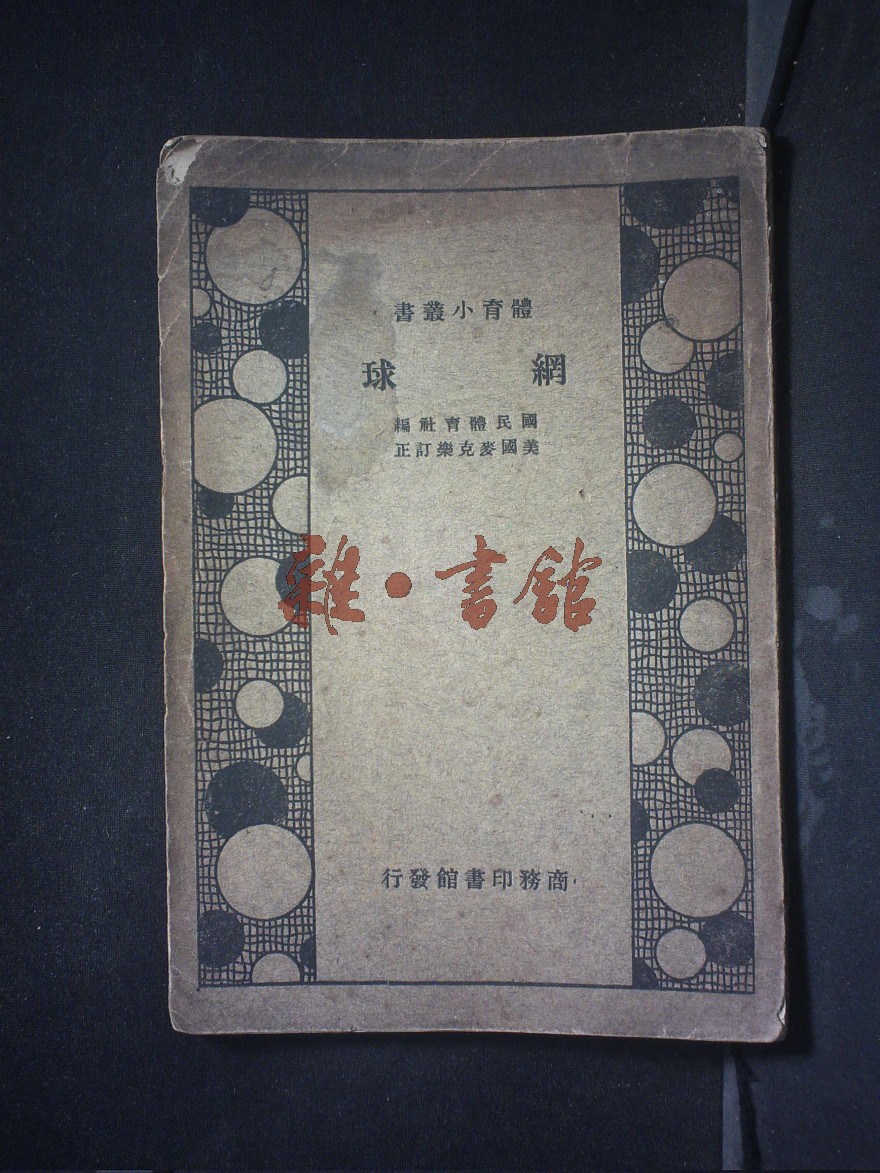 體育小叢書
網球
國民體育社編
美國麥克樂訂正
雜·書館
商務印書館發行